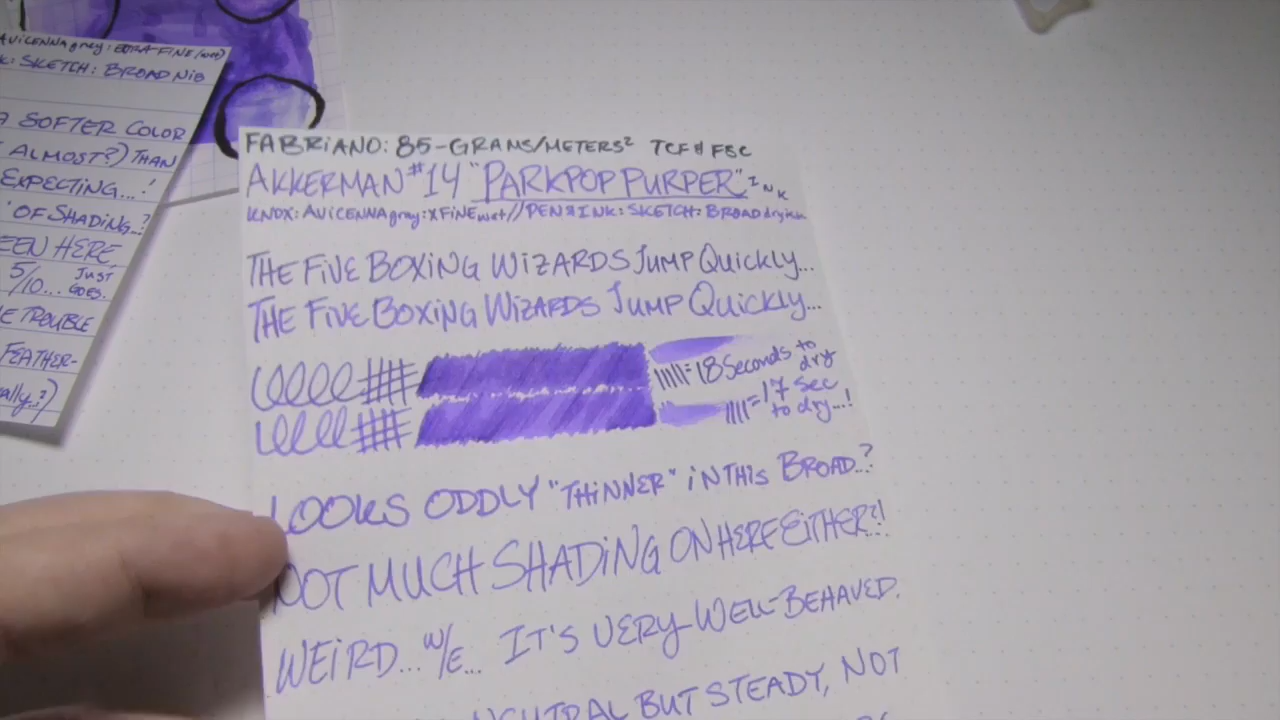 AVICENNA gray: EXTRA-FINE/wet)
K: SKETCH: BROAD NIB
A SOFTER COLOR
ALMOST?) THAN
EXPECTING...!
OF SHADING..?
EEN HERE
5/10... JUST GOES.
E TROUBLE
FEATHER-
ally..?)
FABRIANO: 85-GRAMS/METERS² TCF & FSC
AKKERMAN #14 "PARKPOP PURPER" INK
KNOX: AVICENNA gray: XFINE wet // PEN & INK: SKETCH: BROAD dry
THE FIVE BOXING WIZARDS JUMP QUICKLY...
THE FIVE BOXING WIZARDS JUMP QUICKLY...
= 18 Seconds to dry
= 17 Sec to dry...!
LOOKS ODDLY "THINNER" IN THIS BROAD..?
NOT MUCH SHADING ON HERE EITHER?!
WEIRD... W/E... IT'S VERY WELL-BEHAVED.
NEUTRAL BUT STEADY, NOT